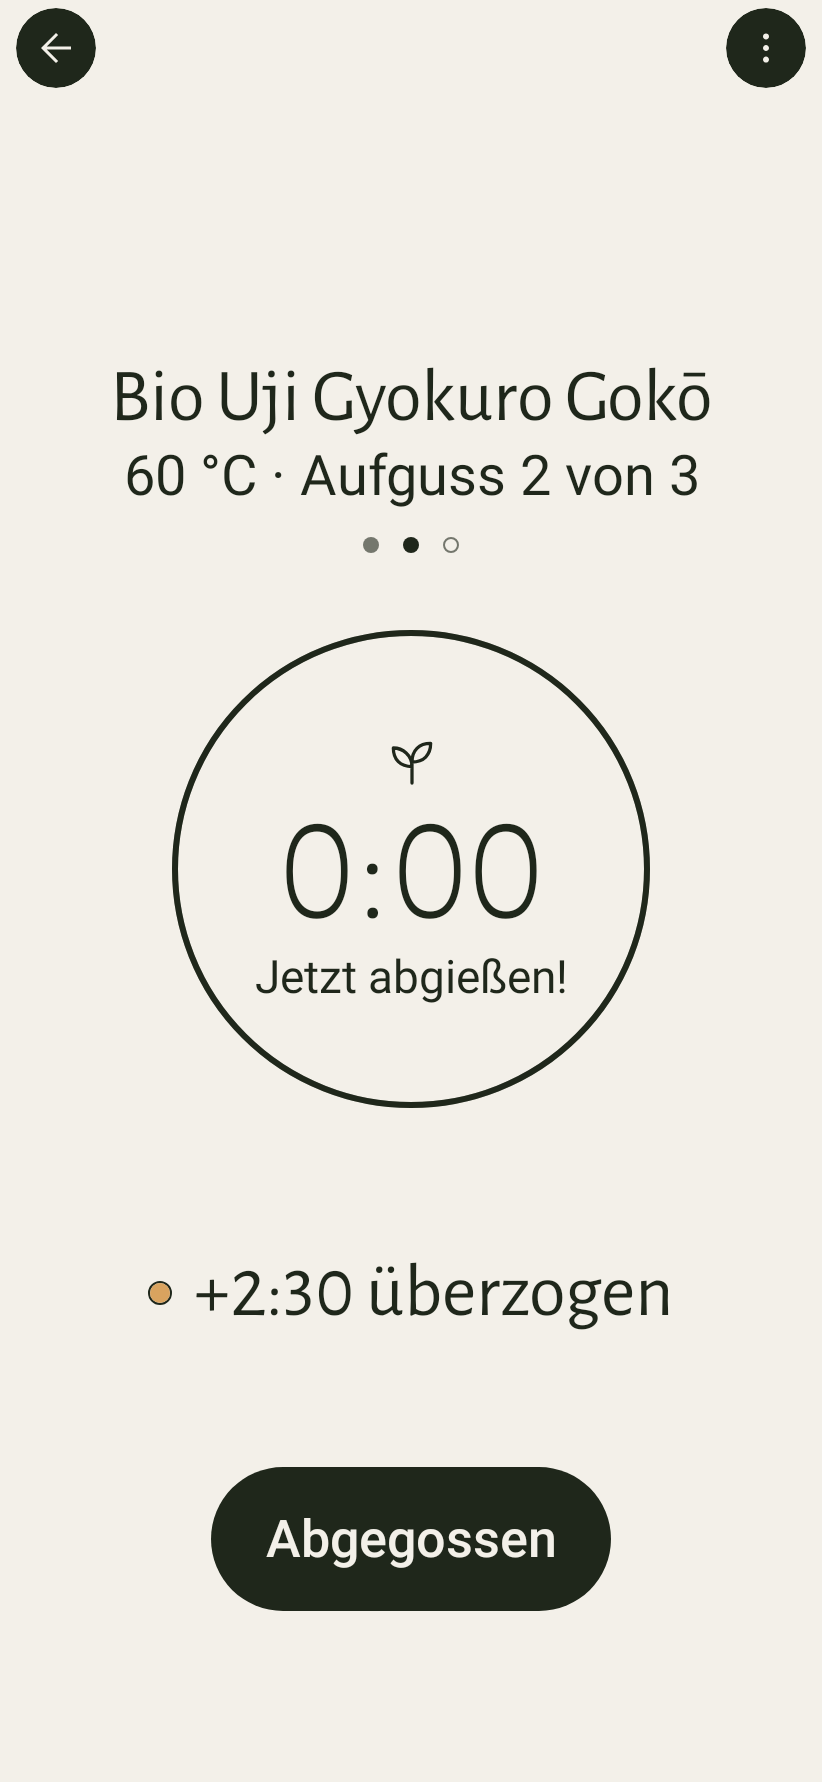 Bio Uji Gyokuro Gokō
60 °C · Aufguss 2 von 3
0:00
Jetzt abgießen!
+2:30 überzogen
Abgegossen